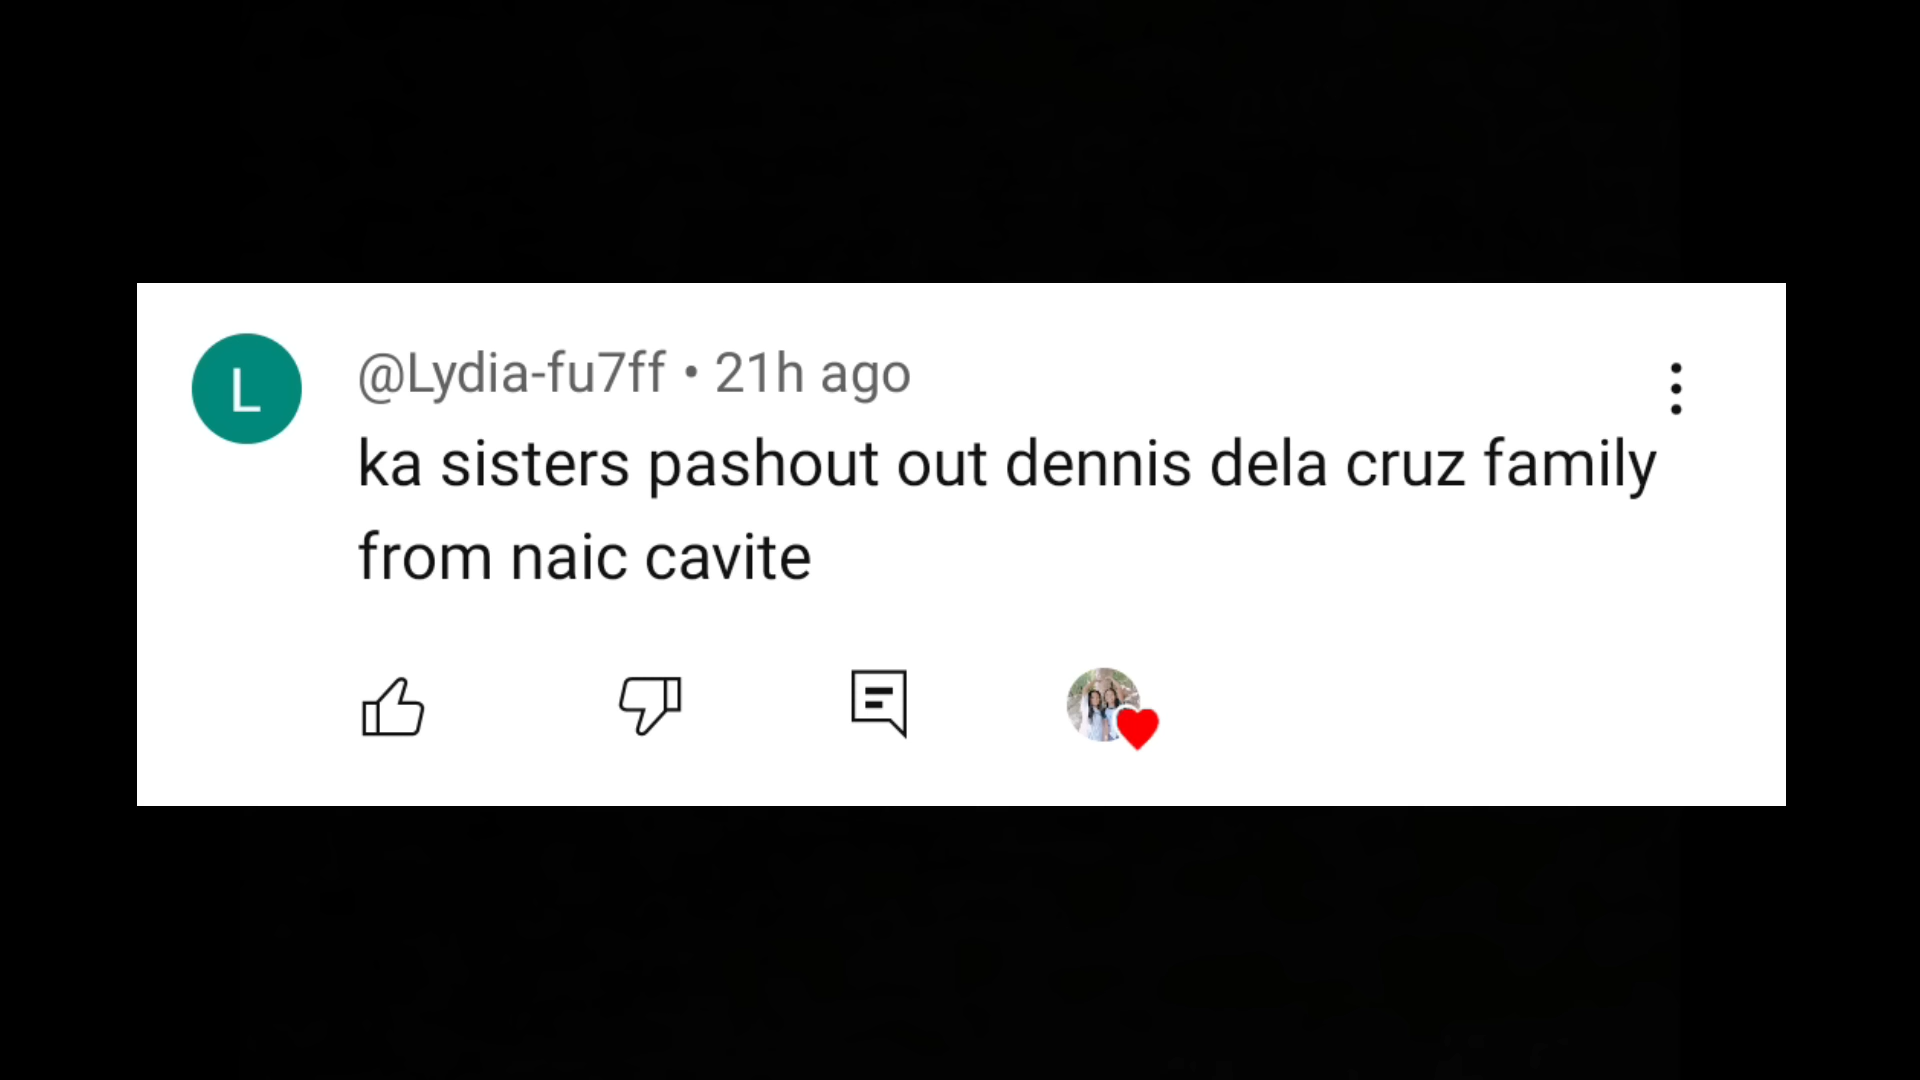 L
@Lydia-fu7ff • 21h ago
ka sisters pashout out dennis dela cruz family
from naic cavite